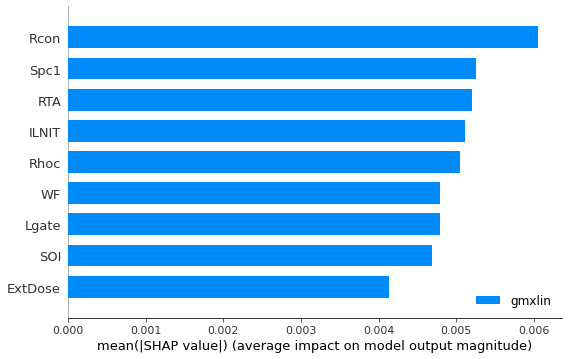 Rcon
Spc1
RTA
ILNIT
Rhoc
WF
Lgate
SOI
ExtDose
gmxlin
0.000 0.001 0.002 0.003 0.004 0.005 0.006
mean(|SHAP value|) (average impact on model output magnitude)